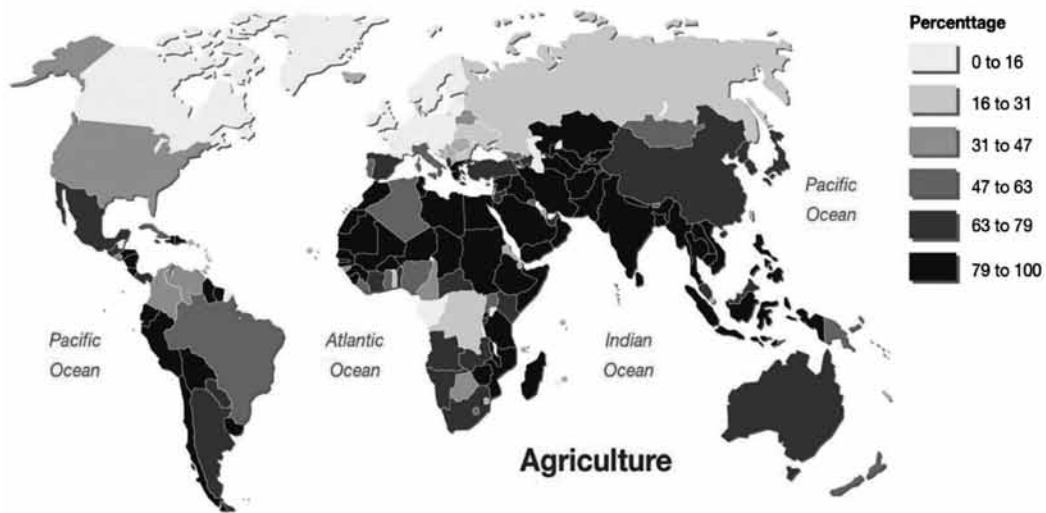 Percenttage
0 to 16
16 to 31
31 to 47
47 to 63
63 to 79
79 to 100
Pacific
Ocean
Pacific
Ocean
Atlantic
Ocean
Indian
Ocean
Agriculture